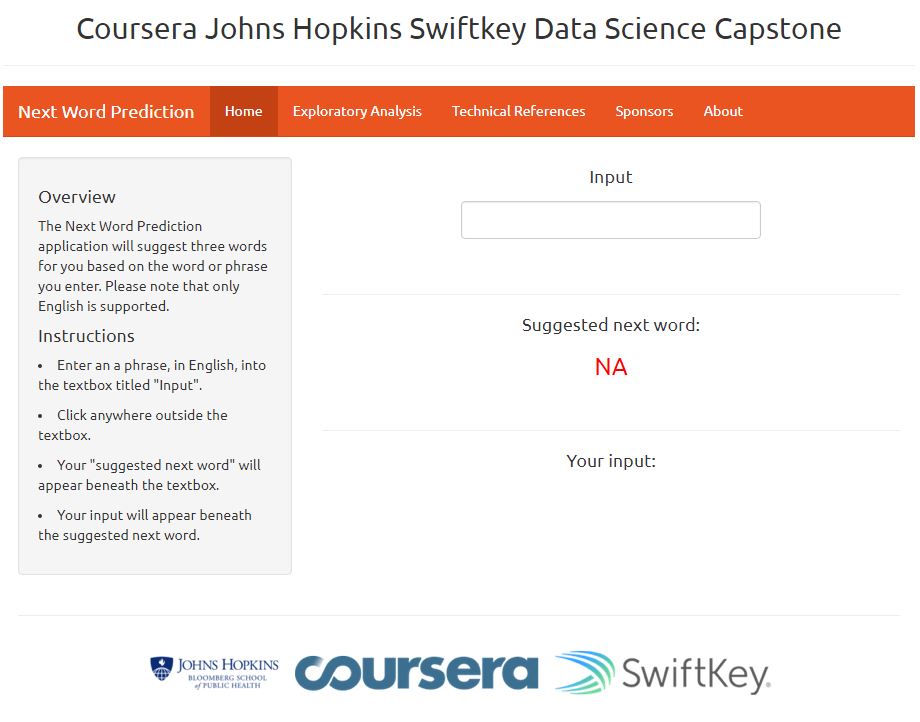 Coursera Johns Hopkins Swiftkey Data Science Capstone
Next Word Prediction Home Exploratory Analysis Technical References Sponsors About
Overview
The Next Word Prediction
application will suggest three words
for you based on the word or phrase
you enter. Please note that only
English is supported.
Instructions
• Enter an a phrase, in English, into
the textbox titled "Input".
• Click anywhere outside the
textbox.
• Your "suggested next word" will
appear beneath the textbox.
• Your input will appear beneath
the suggested next word.
Input
Suggested next word:
NA
Your input:
JOHNS HOPKINS
BLOOMBERG SCHOOL
of PUBLIC HEALTH
coursera
SwiftKey.